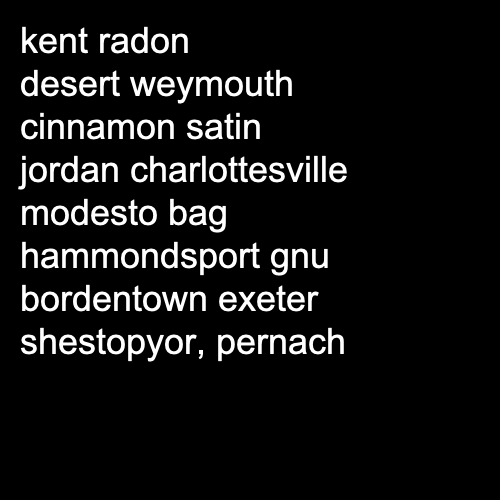 kent radon
desert weymouth
cinnamon satin
jordan charlottesville
modesto bag
hammondsport gnu
bordentown exeter
shestopyor, pernach